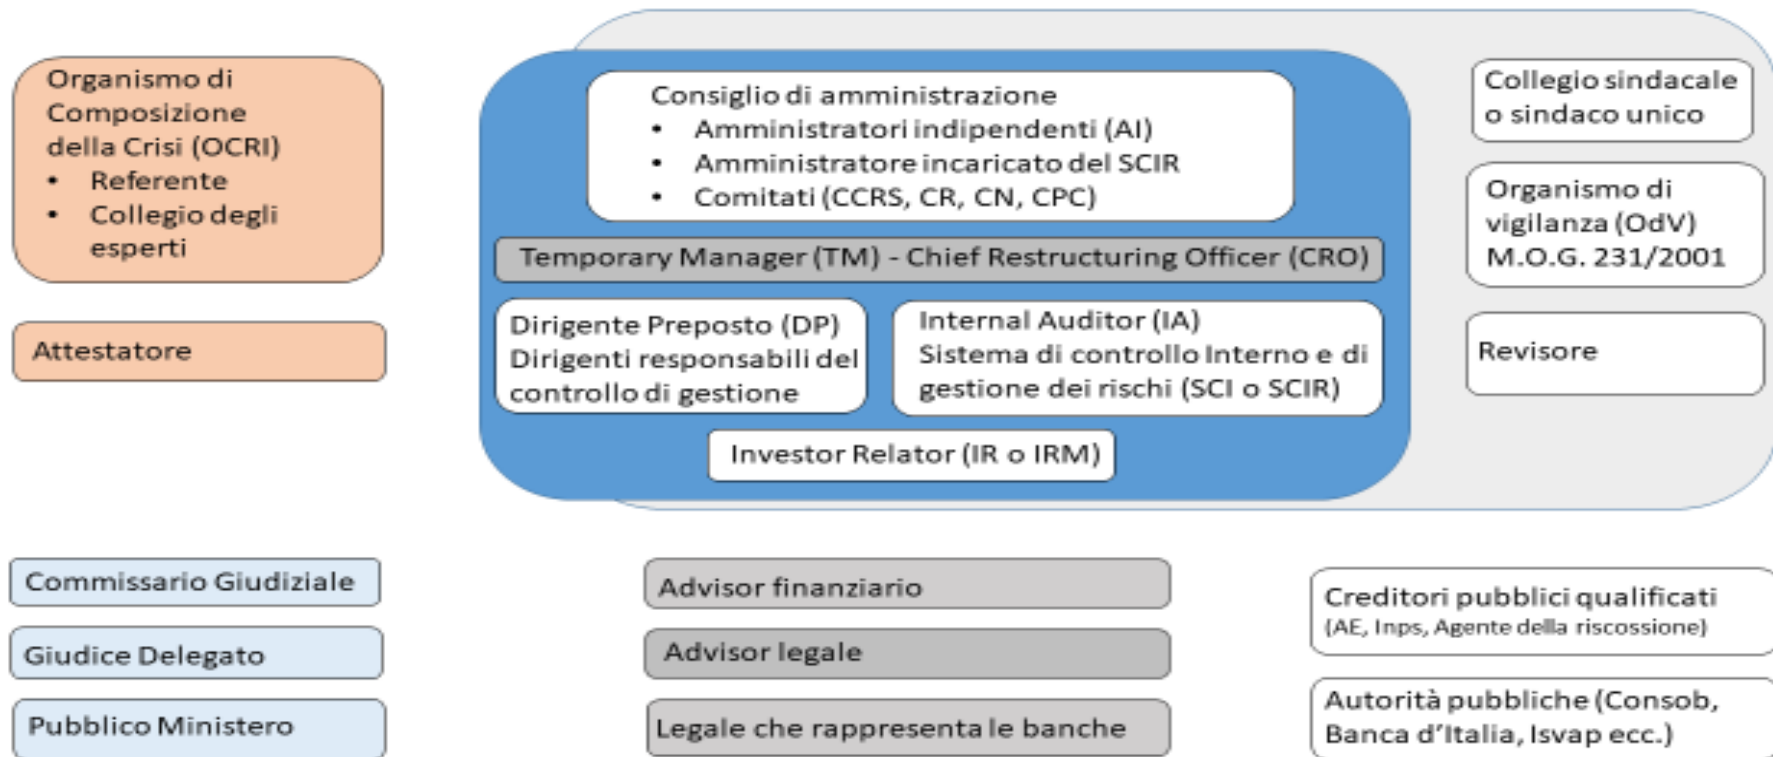 Organismo di
Composizione
della Crisi (OCRI)
• Referente
• Collegio degli
esperti
Attestatore
Consiglio di amministrazione
• Amministratori indipendenti (AI)
• Amministratore incaricato del SCIR
• Comitati (CCRS, CR, CN, CPC)
Temporary Manager (TM) - Chief Restructuring Officer (CRO)
Dirigente Preposto (DP)
Dirigenti responsabili del
controllo di gestione
Internal Auditor (IA)
Sistema di controllo Interno e di
gestione dei rischi (SCI o SCIR)
Investor Relator (IR o IRM)
Collegio sindacale
o sindaco unico
Organismo di
vigilanza (OdV)
M.O.G. 231/2001
Revisore
Commissario Giudiziale
Giudice Delegato
Pubblico Ministero
Advisor finanziario
Advisor legale
Legale che rappresenta le banche
Creditori pubblici qualificati
(AE, Inps, Agente della riscossione)
Autorità pubbliche (Consob,
Banca d'Italia, Isvap ecc.)